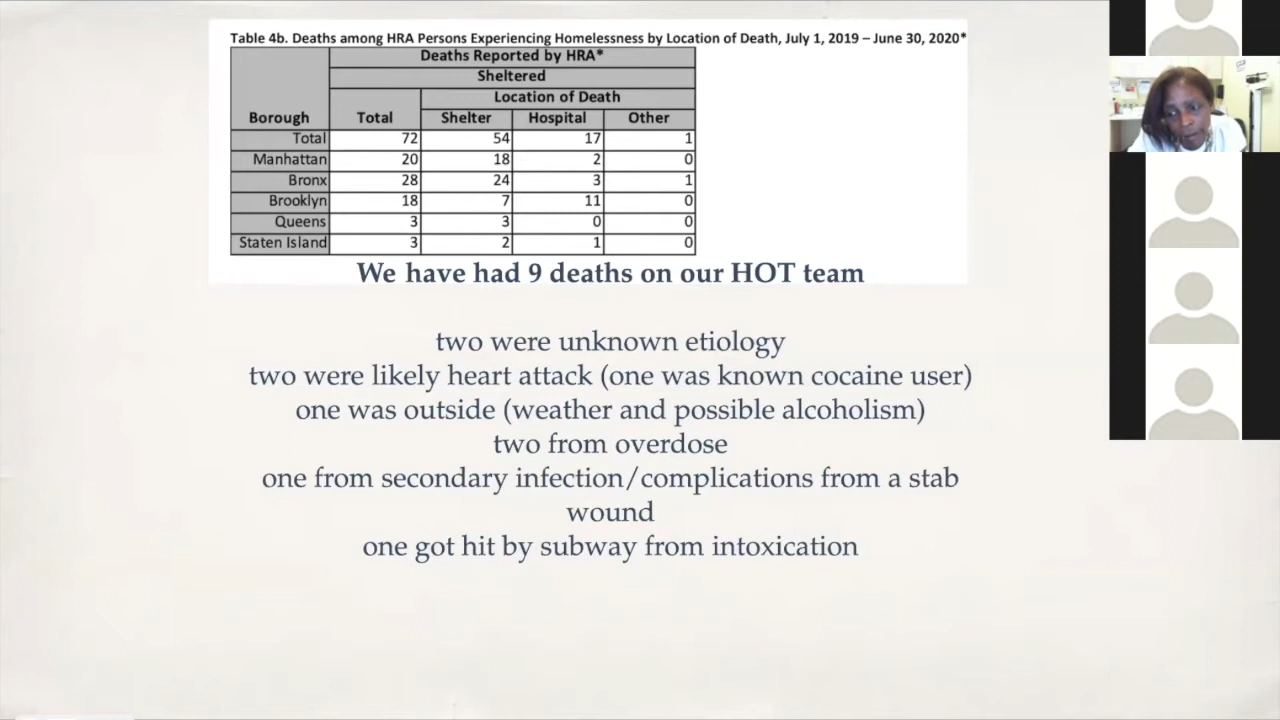 Table 4b. Deaths among HRA Persons Experiencing Homelessness by Location of Death, July 1, 2019 – June 30, 2020*
Deaths Reported by HRA*
Sheltered
Location of Death
Borough Total Shelter Hospital Other
Total 72 54 17 1
Manhattan 20 18 2 0
Bronx 28 24 3 1
Brooklyn 18 7 11 0
Queens 3 3 0 0
Staten Island 3 2 1 0
We have had 9 deaths on our HOT team
two were unknown etiology
two were likely heart attack (one was known cocaine user)
one was outside (weather and possible alcoholism)
two from overdose
one from secondary infection/complications from a stab
wound
one got hit by subway from intoxication